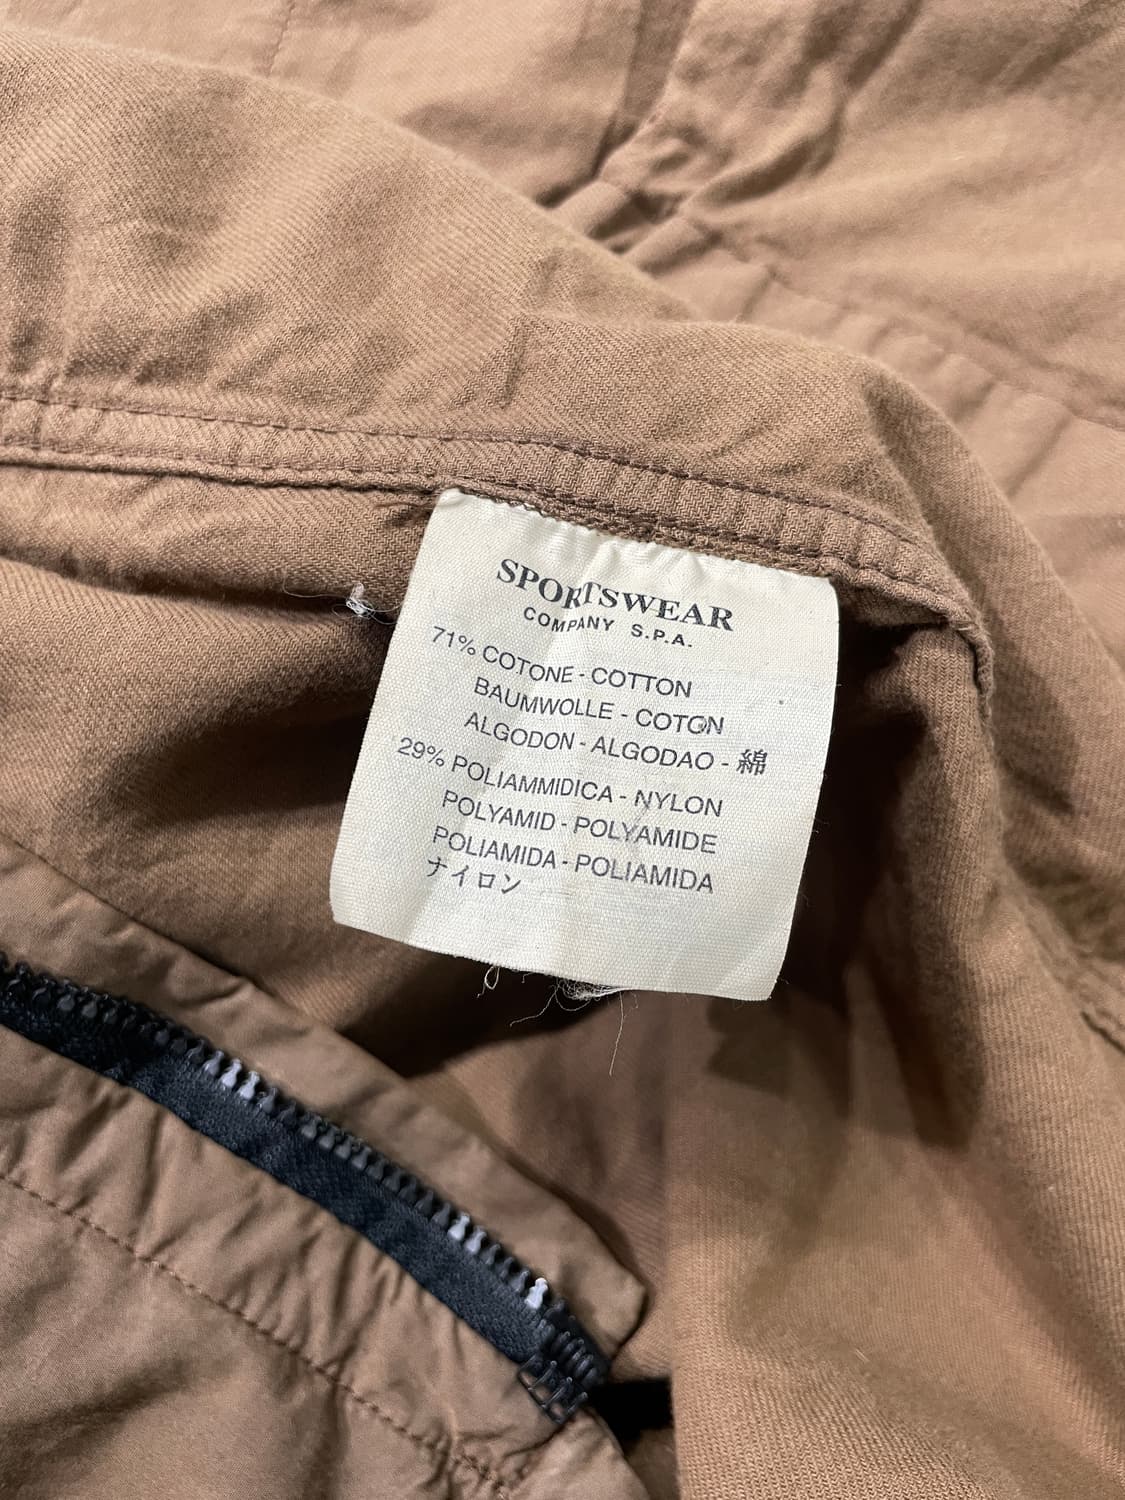 SPORTSWEAR
COMPANY S.P.A.
71% COTONE - COTTON
BAUMWOLLE - COTON
ALGODON - ALGODAO - 綿
29% POLIAMMIDICA - NYLON
POLYAMID - POLYAMIDE
POLIAMIDA - POLIAMIDA
ナイロン